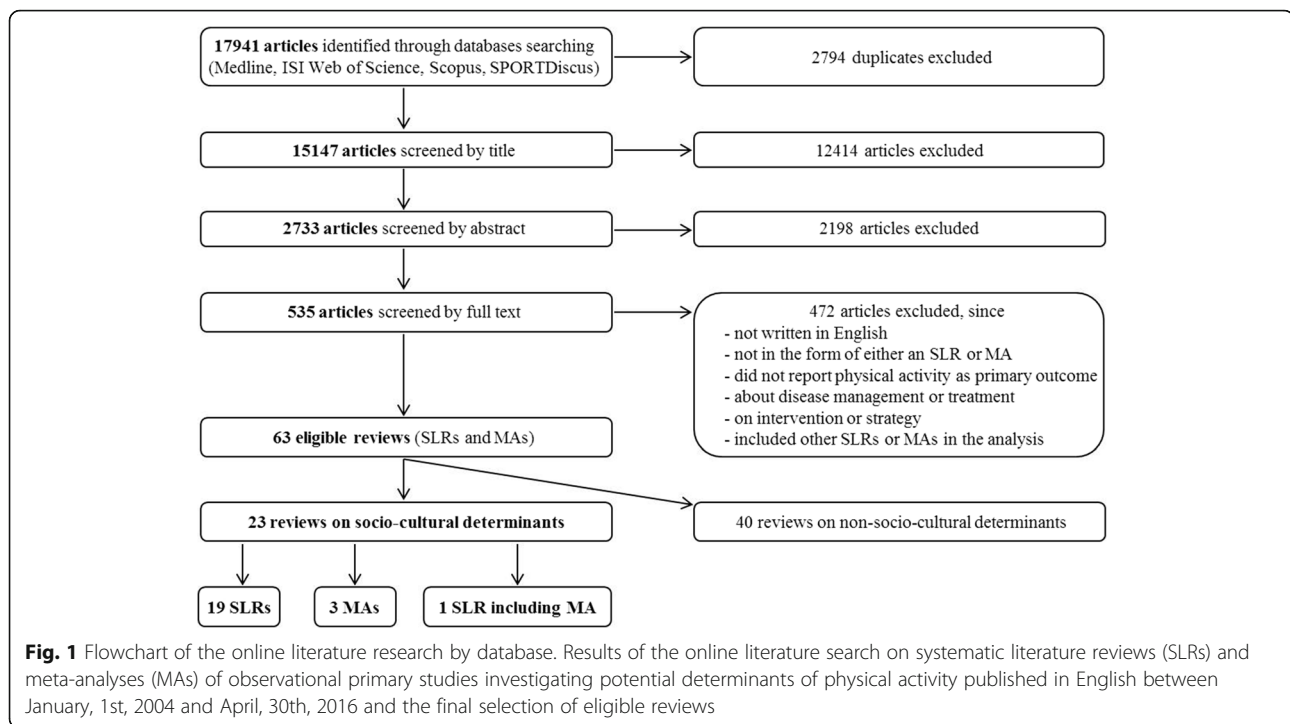 17941 articles identified through databases searching
(Medline, ISI Web of Science, Scopus, SPORTDiscus)
2794 duplicates excluded
15147 articles screened by title
12414 articles excluded
2733 articles screened by abstract
2198 articles excluded
535 articles screened by full text
472 articles excluded, since
- not written in English
- not in the form of either an SLR or MA
- did not report physical activity as primary outcome
- about disease management or treatment
- on intervention or strategy
- included other SLRs or MAs in the analysis
63 eligible reviews (SLRs and MAs)
23 reviews on socio-cultural determinants
40 reviews on non-socio-cultural determinants
19 SLRs
3 MAs
1 SLR including MA
Fig. 1 Flowchart of the online literature research by database. Results of the online literature search on systematic literature reviews (SLRs) and
meta-analyses (MAs) of observational primary studies investigating potential determinants of physical activity published in English between
January, 1st, 2004 and April, 30th, 2016 and the final selection of eligible reviews